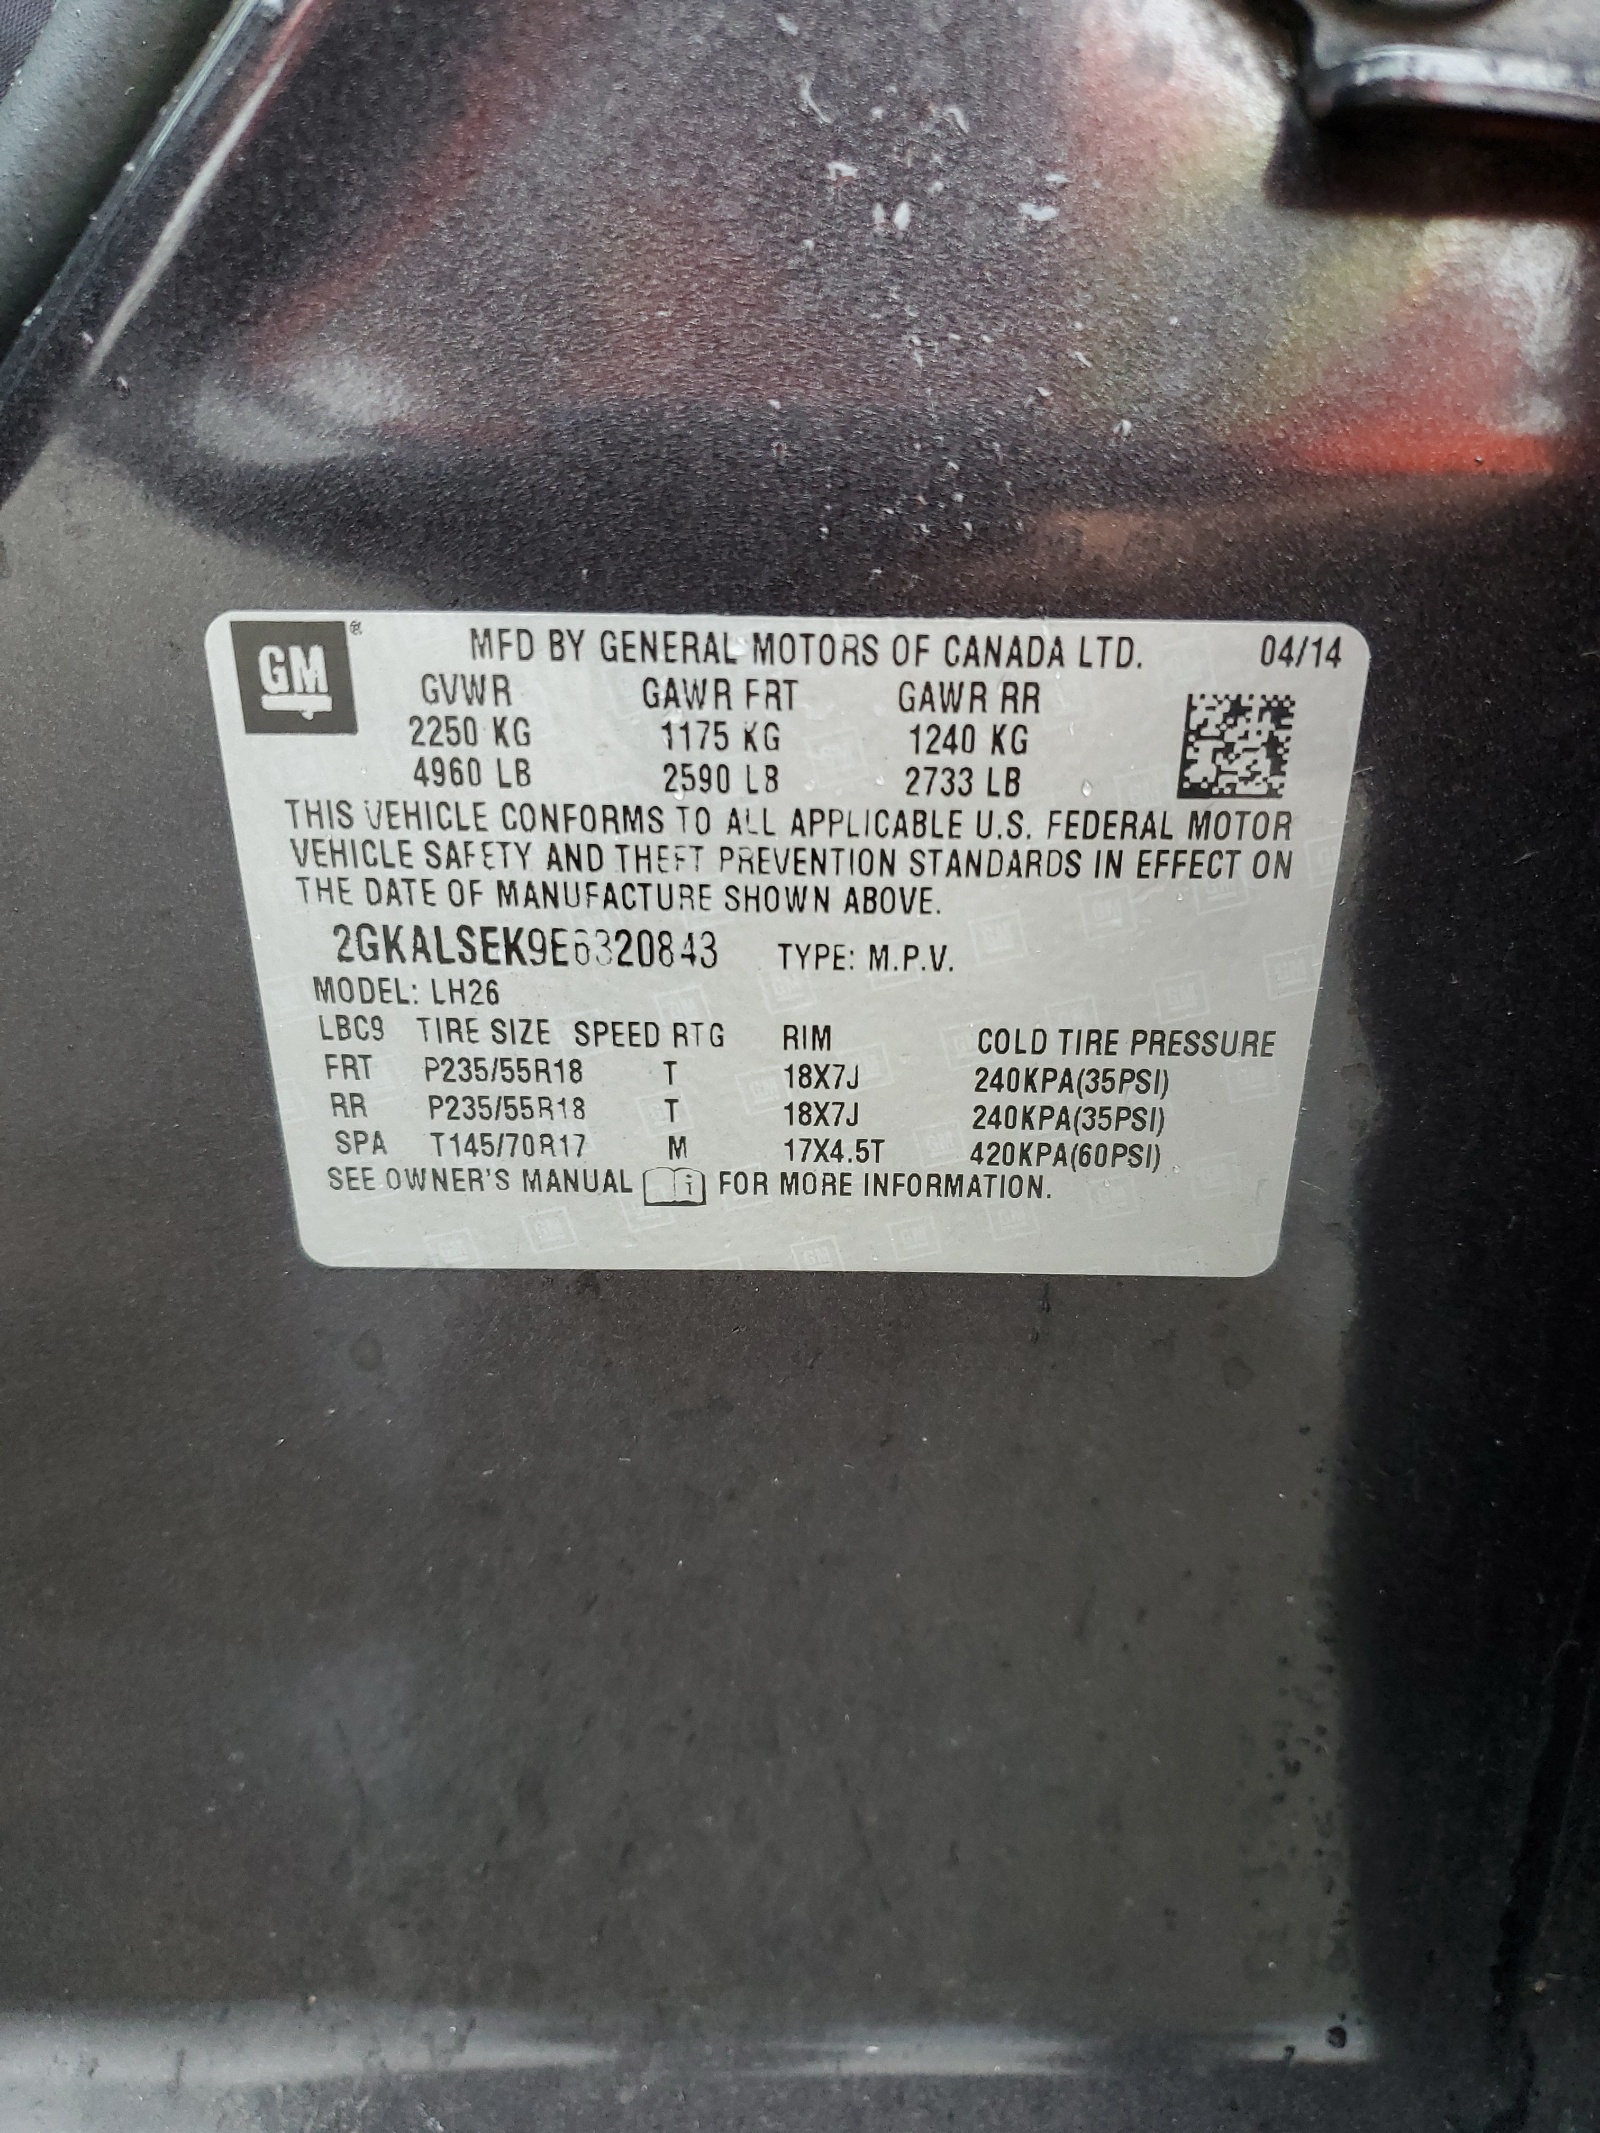 GM®
MFD BY GENERAL MOTORS OF CANADA LTD. 04/14
GVWR GAWR FRT GAWR RR
2250 KG 1175 KG 1240 KG
4960 LB 2590 LB 2733 LB
THIS VEHICLE CONFORMS TO ALL APPLICABLE U.S. FEDERAL MOTOR
VEHICLE SAFETY AND THEFT PREVENTION STANDARDS IN EFFECT ON
THE DATE OF MANUFACTURE SHOWN ABOVE.
2GKALSEK9E6320843 TYPE: M.P.V.
MODEL: LH26
LBC9 TIRE SIZE SPEED RTG RIM COLD TIRE PRESSURE
FRT P235/55R18 T 18X7J 240KPA(35PSI)
RR P235/55R18 T 18X7J 240KPA(35PSI)
SPA T145/70R17 M 17X4.5T 420KPA(60PSI)
SEE OWNER'S MANUAL i FOR MORE INFORMATION.